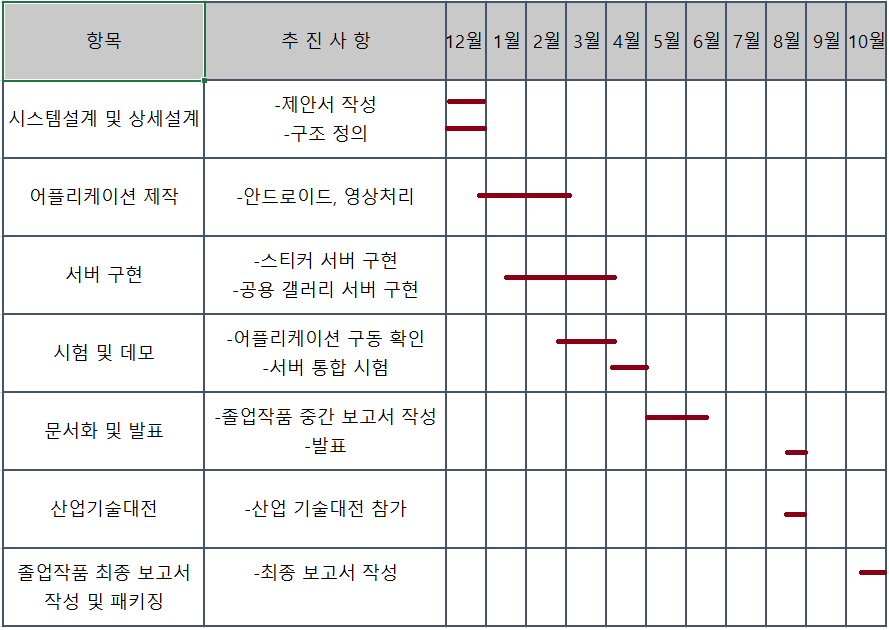 항목
추 진 사 항
12월 1월 2월 3월 4월 5월 6월 7월 8월 9월 10월
시스템설계 및 상세설계
-제안서 작성
-구조 정의
어플리케이션 제작
-안드로이드, 영상처리
서버 구현
-스티커 서버 구현
-공용 갤러리 서버 구현
시험 및 데모
-어플리케이션 구동 확인
-서버 통합 시험
문서화 및 발표
-졸업작품 중간 보고서 작성
-발표
산업기술대전
-산업 기술대전 참가
졸업작품 최종 보고서
작성 및 패키징
-최종 보고서 작성